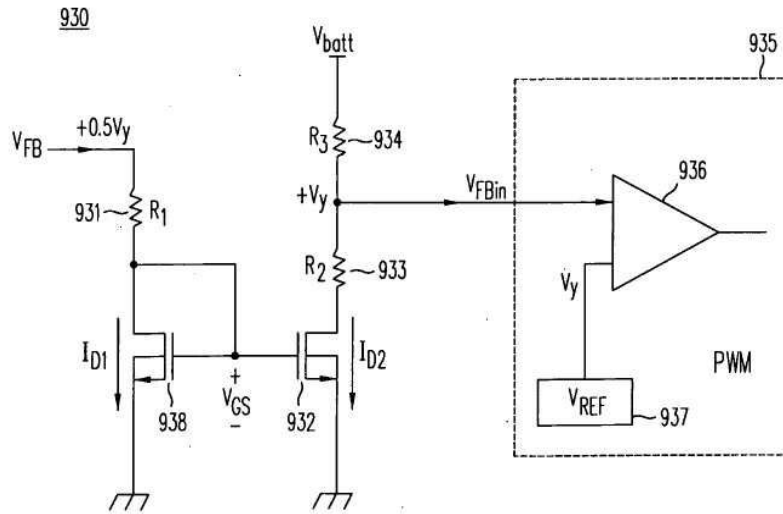 930
V_batt
935
+0.5V_y
V_FB
R_3
934
936
V_FBin
931
R_1
+V_y
R_2
933
V_y
I_D1
I_D2
PWM
+
V_GS
-
938
932
V_REF
937